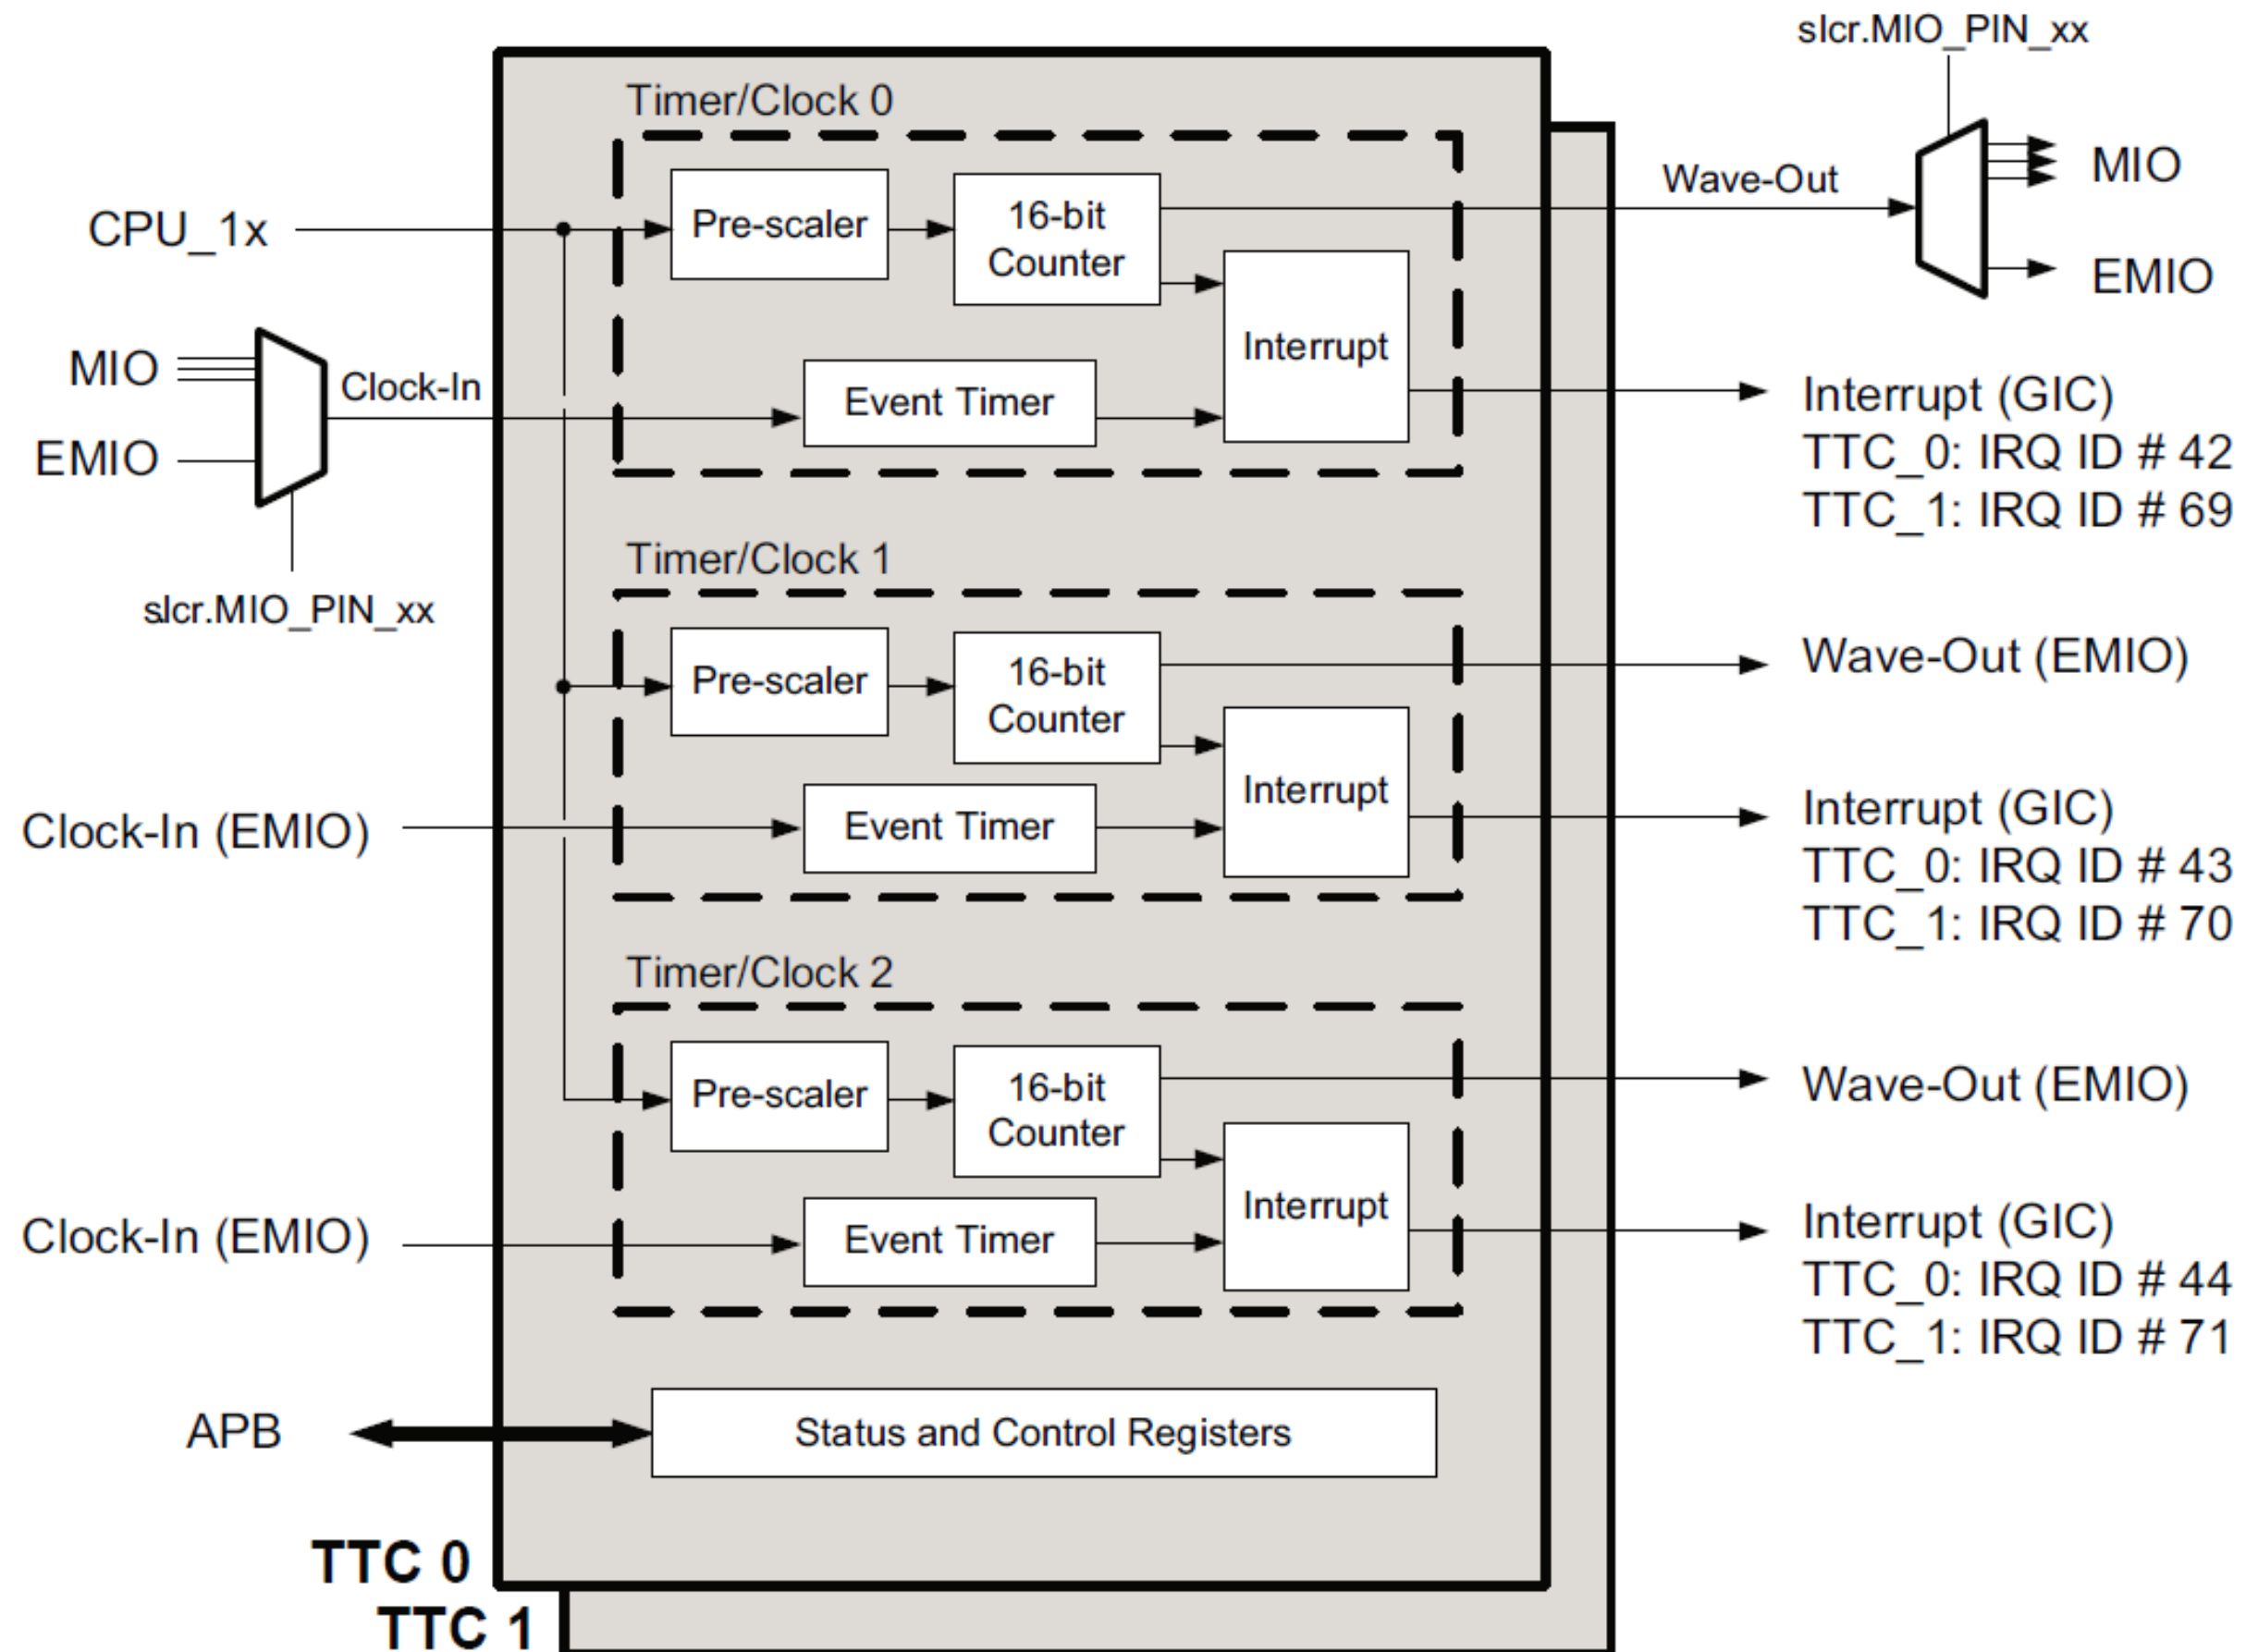 slcr.MIO_PIN_xx
Timer/Clock 0
CPU_1x
Pre-scaler
16-bit
Counter
Wave-Out
MIO
EMIO
MIO
EMIO
Clock-In
slcr.MIO_PIN_xx
Event Timer
Interrupt
Interrupt (GIC)
TTC_0: IRQ ID # 42
TTC_1: IRQ ID # 69
Timer/Clock 1
Pre-scaler
16-bit
Counter
Wave-Out (EMIO)
Clock-In (EMIO)
Event Timer
Interrupt
Interrupt (GIC)
TTC_0: IRQ ID # 43
TTC_1: IRQ ID # 70
Timer/Clock 2
Pre-scaler
16-bit
Counter
Wave-Out (EMIO)
Clock-In (EMIO)
Event Timer
Interrupt
Interrupt (GIC)
TTC_0: IRQ ID # 44
TTC_1: IRQ ID # 71
APB
Status and Control Registers
TTC 0
TTC 1